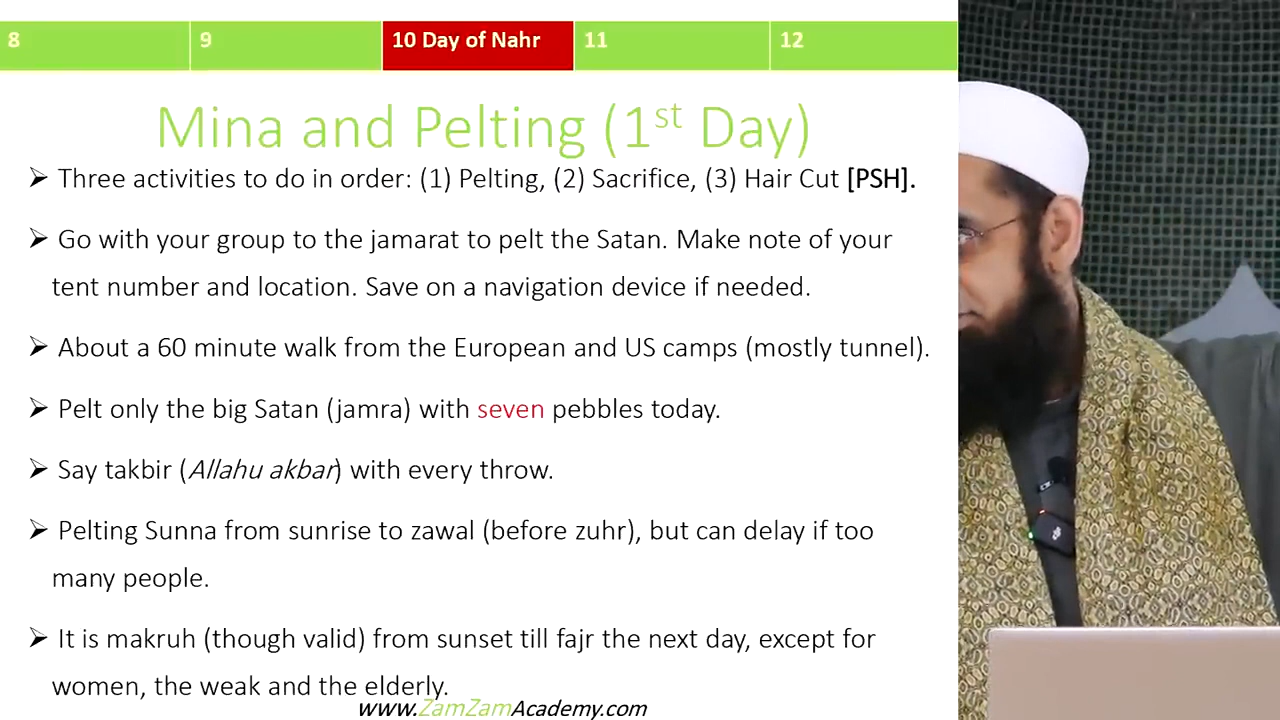 8 9 10 Day of Nahr 11 12
Mina and Pelting (1st Day)
➢ Three activities to do in order: (1) Pelting, (2) Sacrifice, (3) Hair Cut [PSH].
➢ Go with your group to the jamarat to pelt the Satan. Make note of your
tent number and location. Save on a navigation device if needed.
➢ About a 60 minute walk from the European and US camps (mostly tunnel).
➢ Pelt only the big Satan (jamra) with seven pebbles today.
➢ Say takbir (Allahu akbar) with every throw.
➢ Pelting Sunna from sunrise to zawal (before zuhr), but can delay if too
many people.
➢ It is makruh (though valid) from sunset till fajr the next day, except for
women, the weak and the elderly.
www.ZamZamAcademy.com